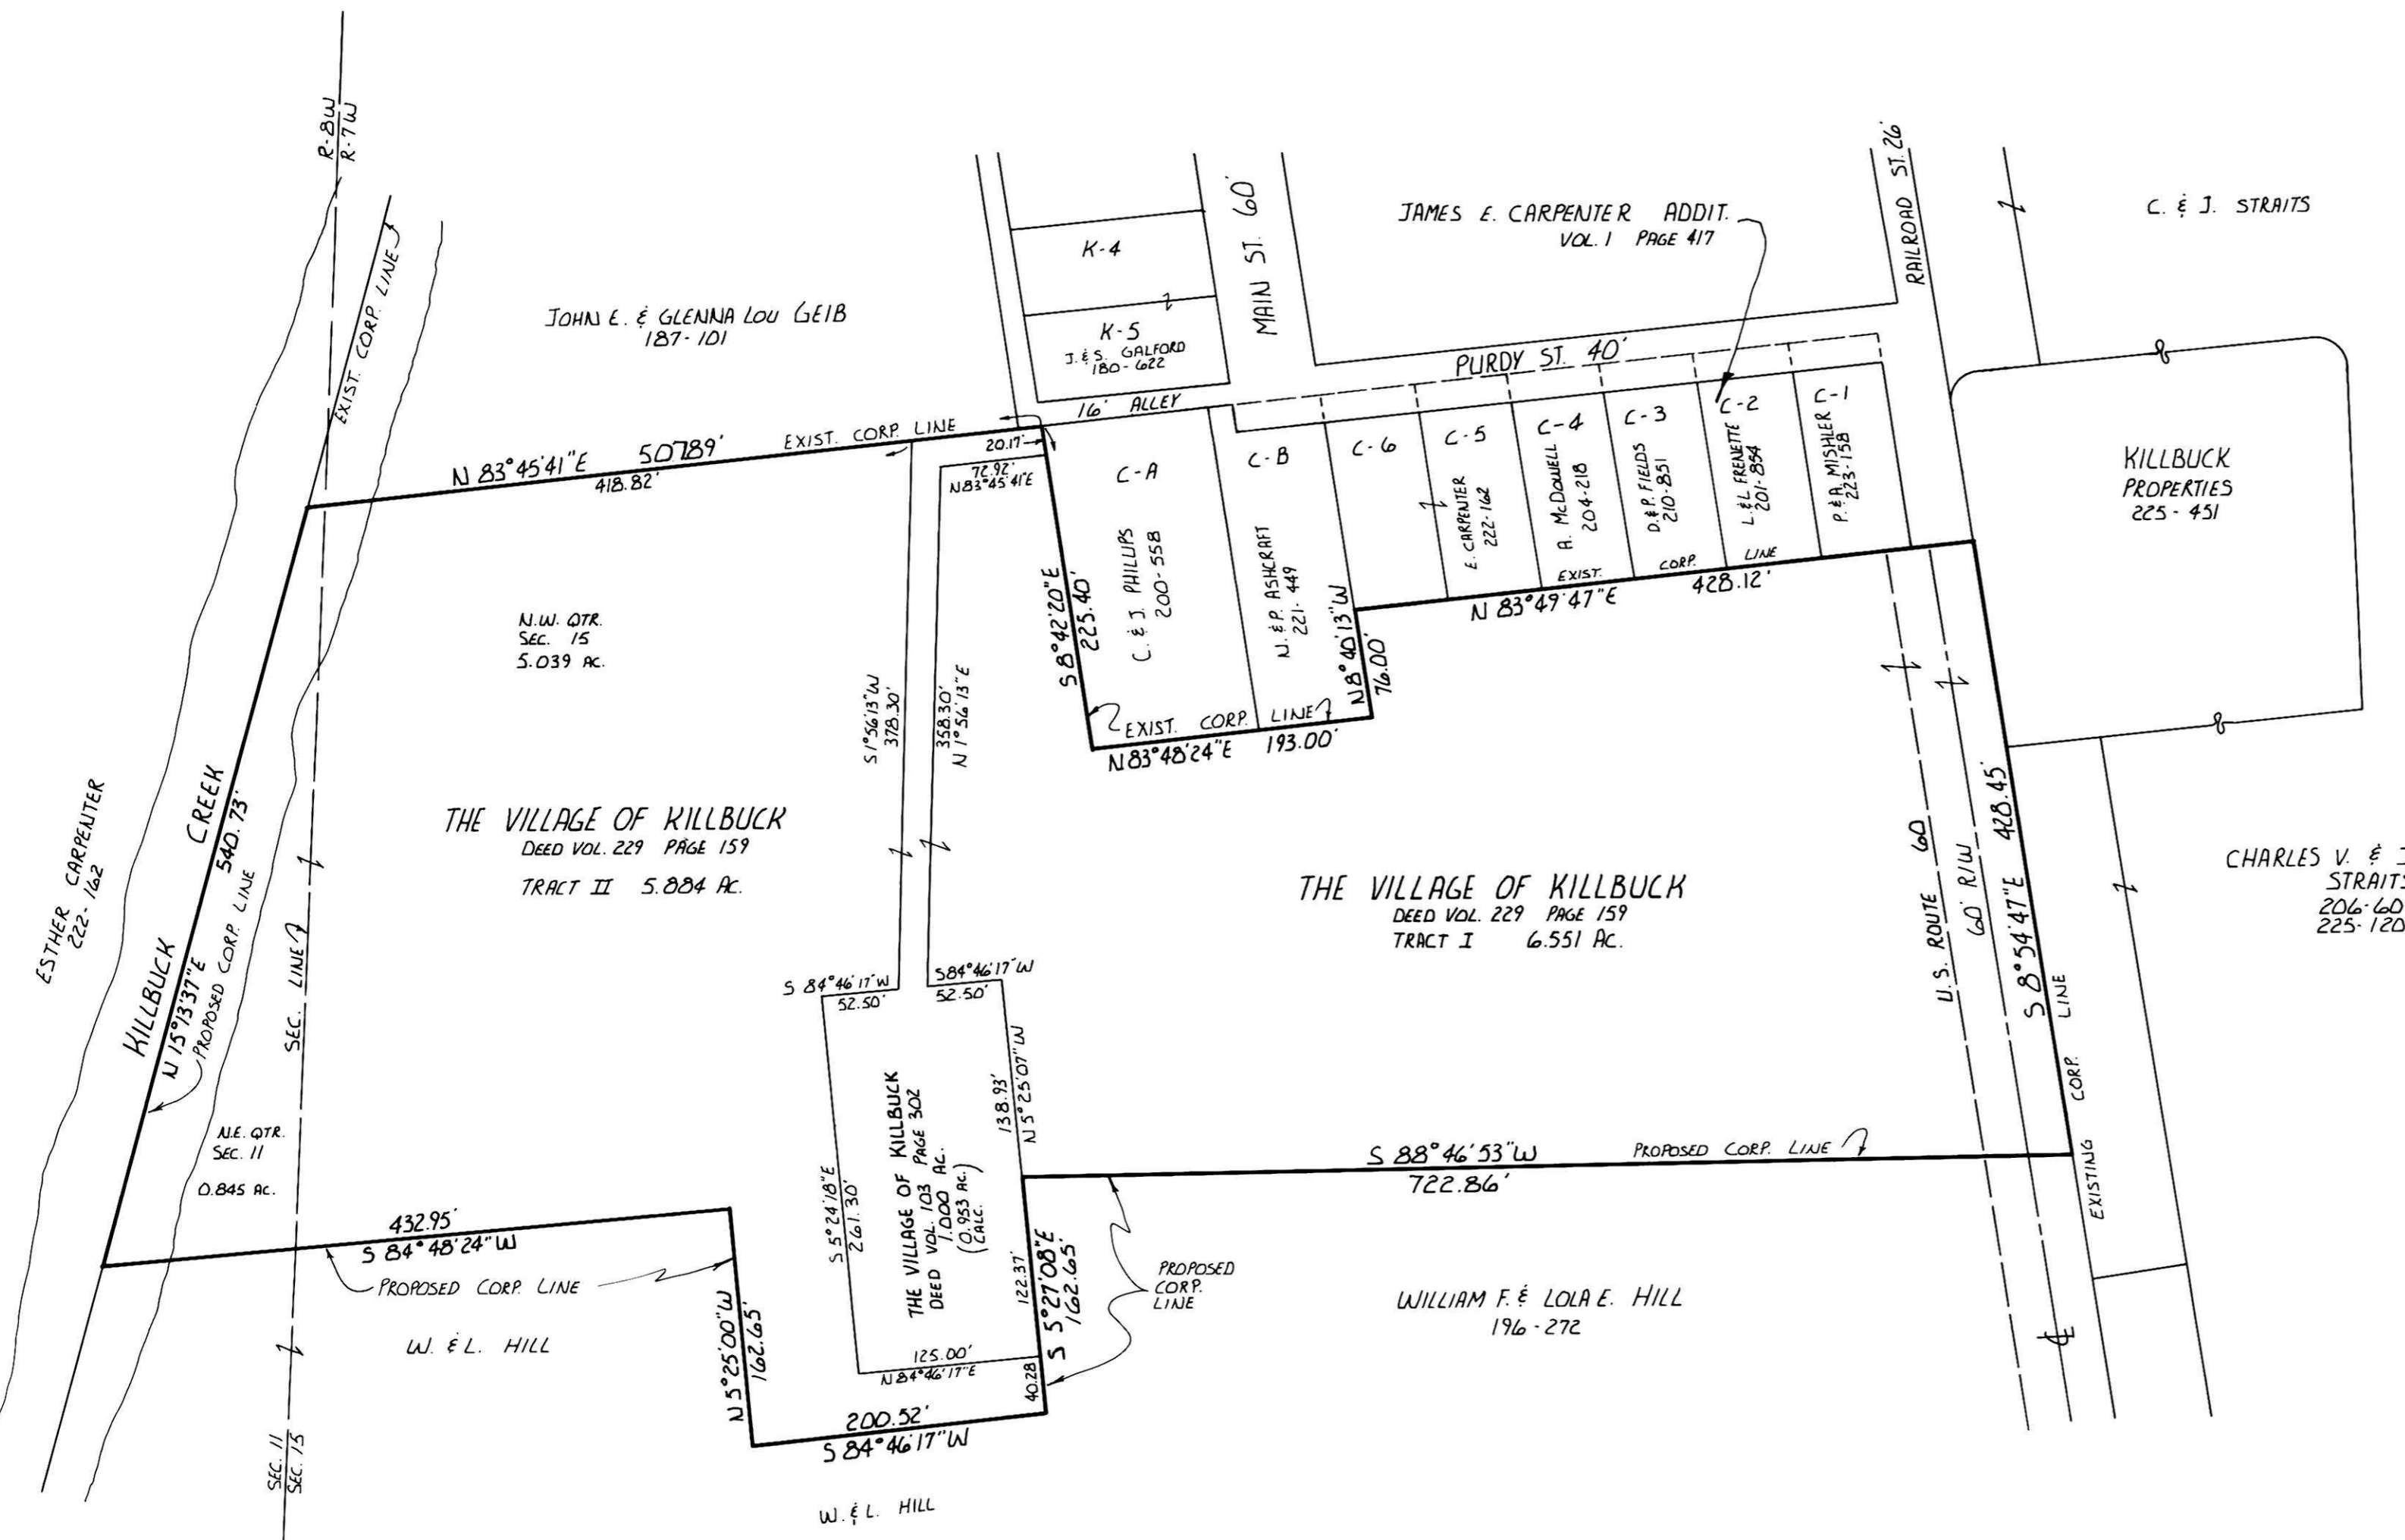 R-8W
R-7W
EXIST. CORP. LINE
JOHN E. & GLENNA LOU GEIB
187-101
K-4
K-5
J. & S. GALFORD
180-622
MAIN ST. 60'
16' ALLEY
JAMES E. CARPENTER ADDIT.
VOL. 1 PAGE 417
PURDY ST. 40'
RAILROAD ST. 26'
C. & J. STRAITS
KILLBUCK
PROPERTIES
225-451
N 83°45'41"E 507.89'
418.82'
EXIST. CORP. LINE
20.17'
72.92'
N83°45'41"E
C-A
C. & J. PHILLIPS
200-558
C-B
N. & P. ASHCRAFT
221-449
C-6
C-5
E. CARPENTER
222-162
C-4
A. McDOWELL
204-218
C-3
D. & P. FIELDS
210-851
C-2
L. & L. FRENETTE
201-854
C-1
P. & A. MISHLER
223-158
EXIST. CORP. LINE
N 83°49'47"E 428.12'
S 8°42'20"E
225.40'
N 8°40'13"W
76.00'
EXIST. CORP. LINE
N83°48'24"E 193.00'
N.W. QTR.
SEC. 15
5.039 AC.
S 1°56'13"W
378.30'
358.30'
N 1°56'13"E
ESTHER CARPENTER
222-162
KILLBUCK CREEK
N 15°13'37"E 540.73'
PROPOSED CORP. LINE
SEC. LINE
THE VILLAGE OF KILLBUCK
DEED VOL. 229 PAGE 159
TRACT II 5.884 AC.
THE VILLAGE OF KILLBUCK
DEED VOL. 229 PAGE 159
TRACT I 6.551 AC.
U.S. ROUTE 60
60' R/W
S 8°54'47"E 428.45'
EXISTING CORP. LINE
CHARLES V. &
STRAITS
206-60
225-120
S 84°46'17"W
52.50'
S84°46'17"W
52.50'
138.93'
N 5°25'07"W
S 5°24'18"E
261.30'
THE VILLAGE OF KILLBUCK
DEED VOL. 103 PAGE 302
1.000 AC.
(0.953 AC.)
CALC.
N.E. QTR.
SEC. 11
0.845 AC.
432.95'
S 84°48'24"W
PROPOSED CORP. LINE
W. & L. HILL
N 5°25'00"W
162.65'
125.00'
N 84°46'17"E
122.37'
40.28
S 5°27'08"E
162.65'
200.52'
S 84°46'17"W
S 88°46'53"W
722.86'
PROPOSED CORP. LINE
PROPOSED
CORP.
LINE
WILLIAM F. & LOLA E. HILL
196-272
SEC. 11
SEC. 15
W. & L. HILL